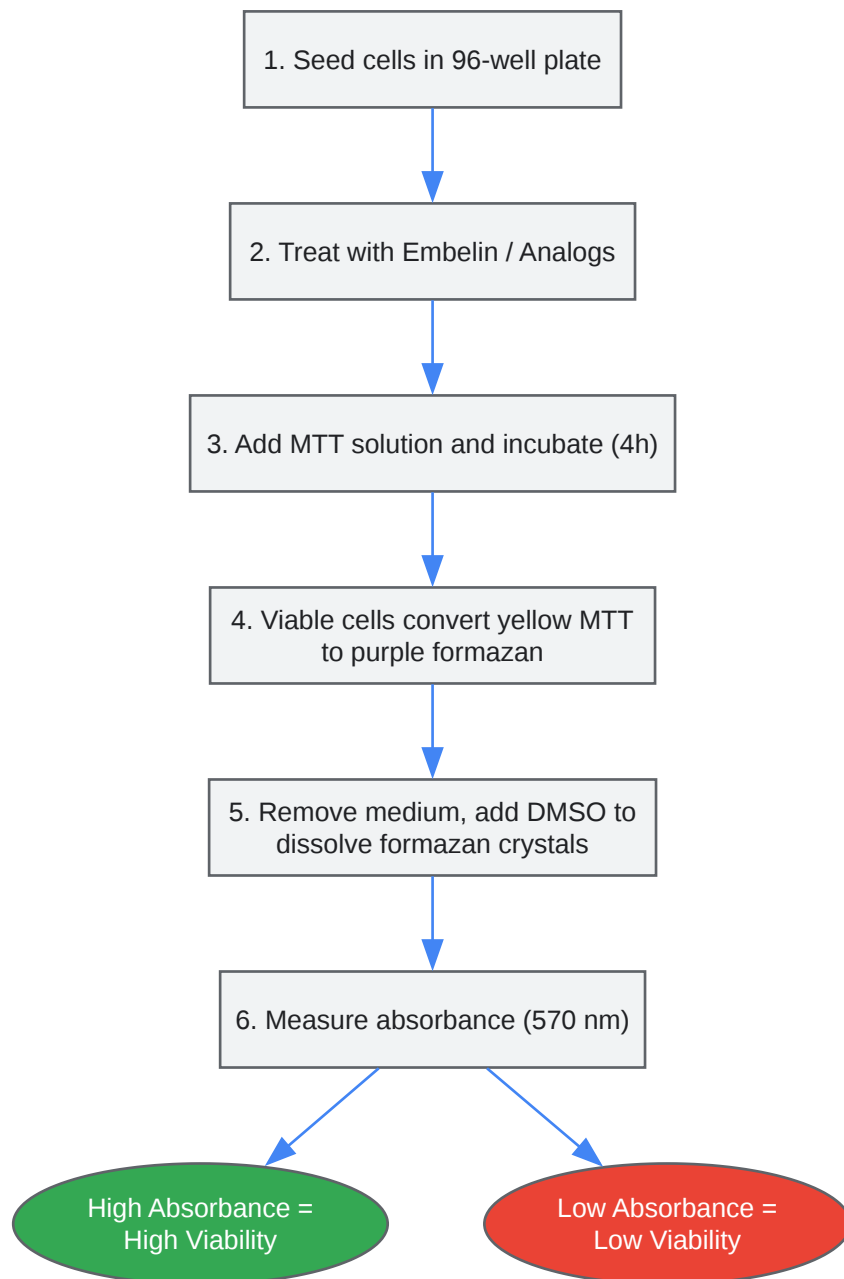 1. Seed cells in 96-well plate
2. Treat with Embelin / Analogs
3. Add MTT solution and incubate (4h)
4. Viable cells convert yellow MTT
to purple formazan
5. Remove medium, add DMSO to
dissolve formazan crystals
6. Measure absorbance (570 nm)
High Absorbance =
High Viability
Low Absorbance =
Low Viability